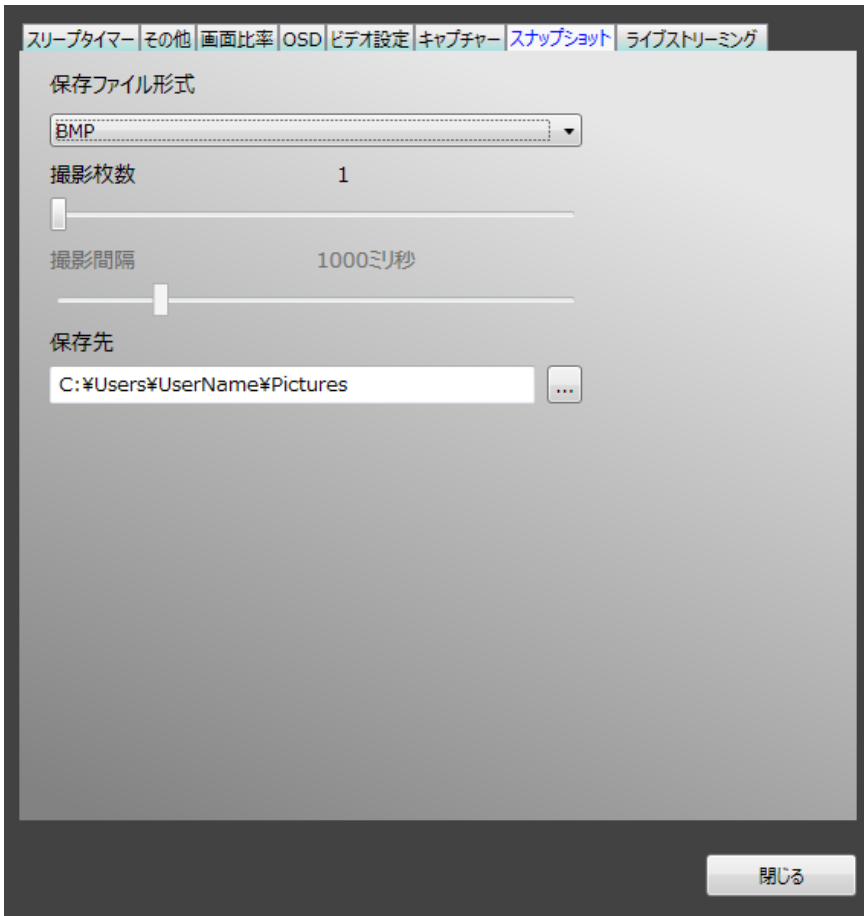 スリープタイマー その他 画面比率 OSD ビデオ設定 キャプチャー スナップショット ライブストリーミング
保存ファイル形式
BMP
撮影枚数 1
撮影間隔 1000ミリ秒
保存先
C:¥Users¥UserName¥Pictures
...
閉じる